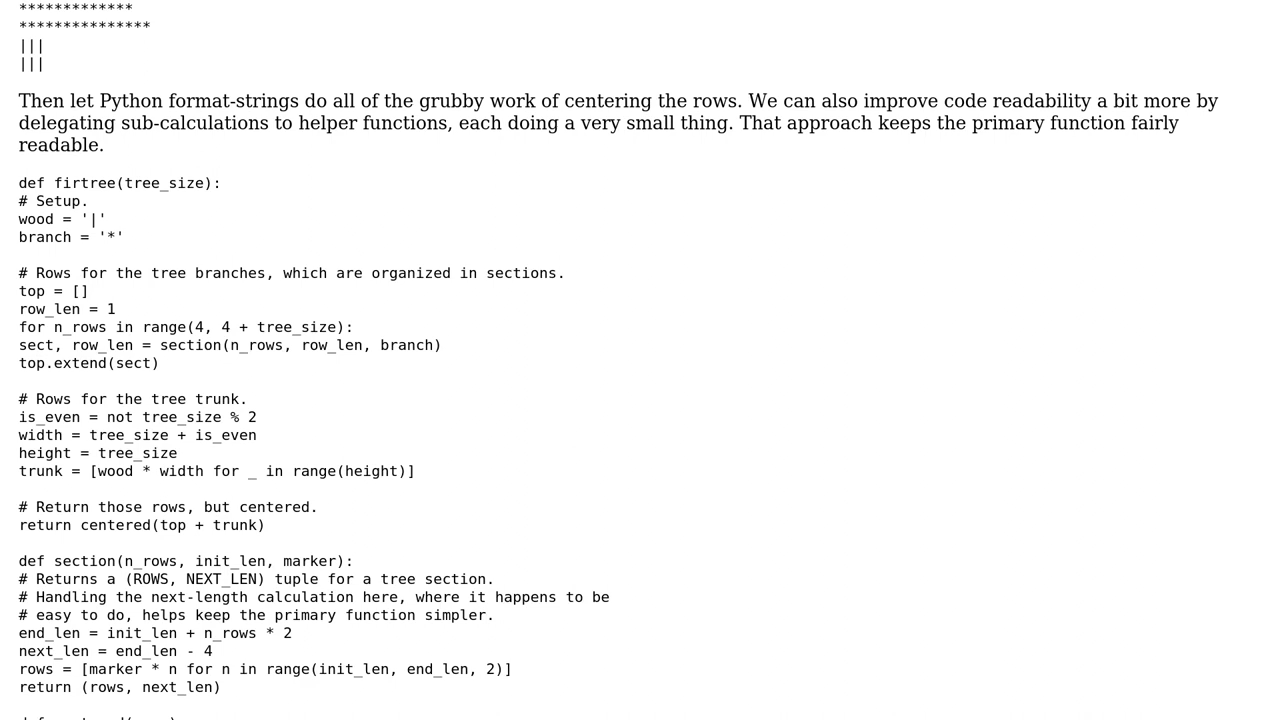 *************
***************
|||
|||
Then let Python format-strings do all of the grubby work of centering the rows. We can also improve code readability a bit more by
delegating sub-calculations to helper functions, each doing a very small thing. That approach keeps the primary function fairly
readable.
def firtree(tree_size):
# Setup.
wood = '|'
branch = '*'
# Rows for the tree branches, which are organized in sections.
top = []
row_len = 1
for n_rows in range(4, 4 + tree_size):
sect, row_len = section(n_rows, row_len, branch)
top.extend(sect)
# Rows for the tree trunk.
is_even = not tree_size % 2
width = tree_size + is_even
height = tree_size
trunk = [wood * width for _ in range(height)]
# Return those rows, but centered.
return centered(top + trunk)
def section(n_rows, init_len, marker):
# Returns a (ROWS, NEXT_LEN) tuple for a tree section.
# Handling the next-length calculation here, where it happens to be
# easy to do, helps keep the primary function simpler.
end_len = init_len + n_rows * 2
next_len = end_len - 4
rows = [marker * n for n in range(init_len, end_len, 2)]
return (rows, next_len)